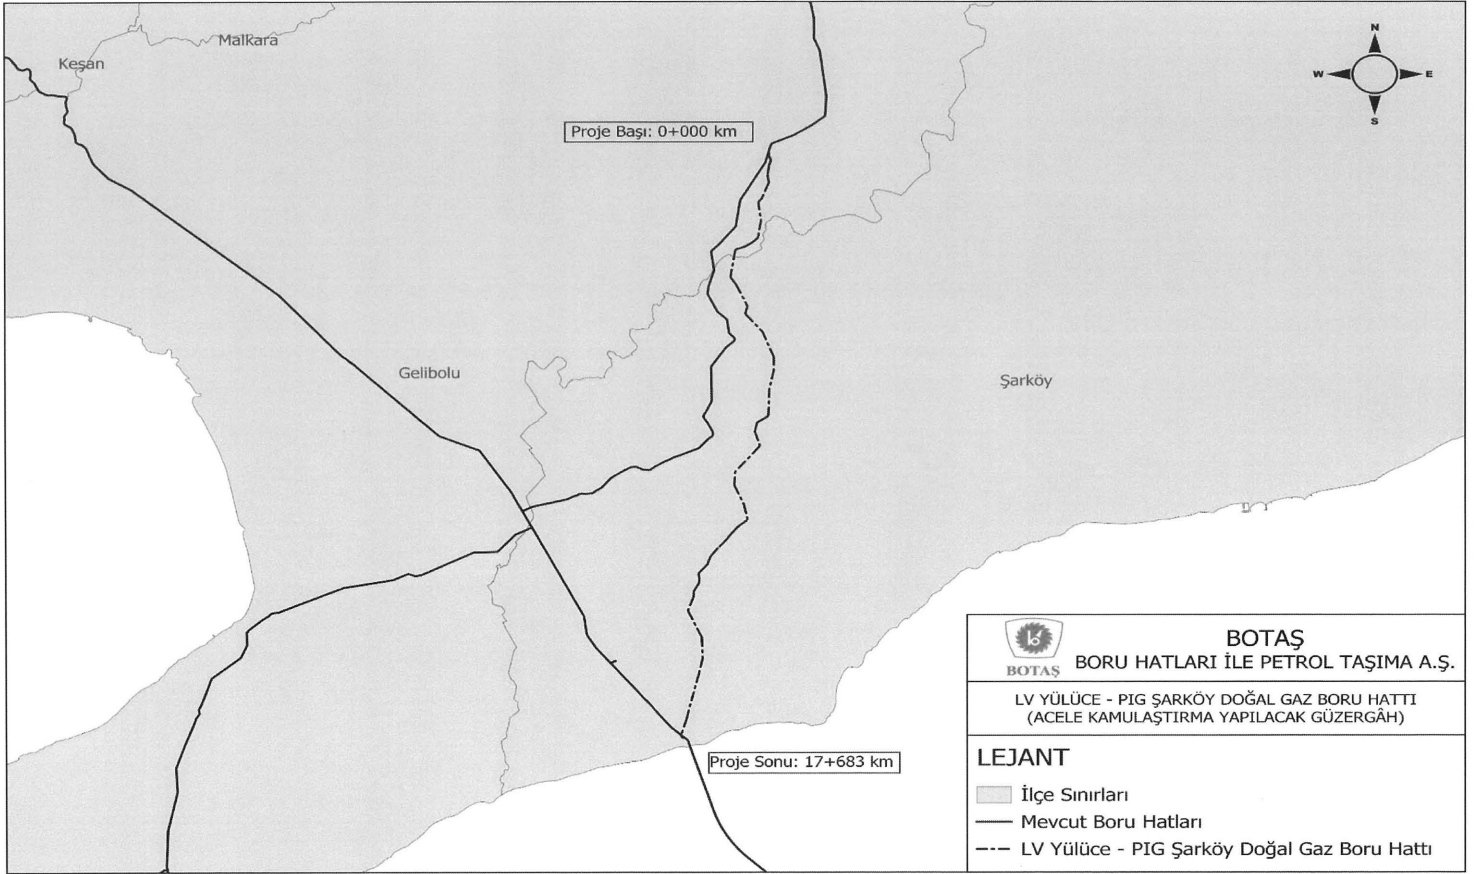 Malkara
Keşan
N
W
E
S
Proje Başı: 0+000 km
Gelibolu
Şarköy
Proje Sonu: 17+683 km
BOTAŞ
BOTAŞ
BORU HATLARI İLE PETROL TAŞIMA A.Ş.
LV YÜLÜCE - PIG ŞARKÖY DOĞAL GAZ BORU HATTI
(ACELE KAMULAŞTIRMA YAPILACAK GÜZERGÂH)
LEJANT
İlçe Sınırları
Mevcut Boru Hatları
LV Yülüce - PIG Şarköy Doğal Gaz Boru Hattı